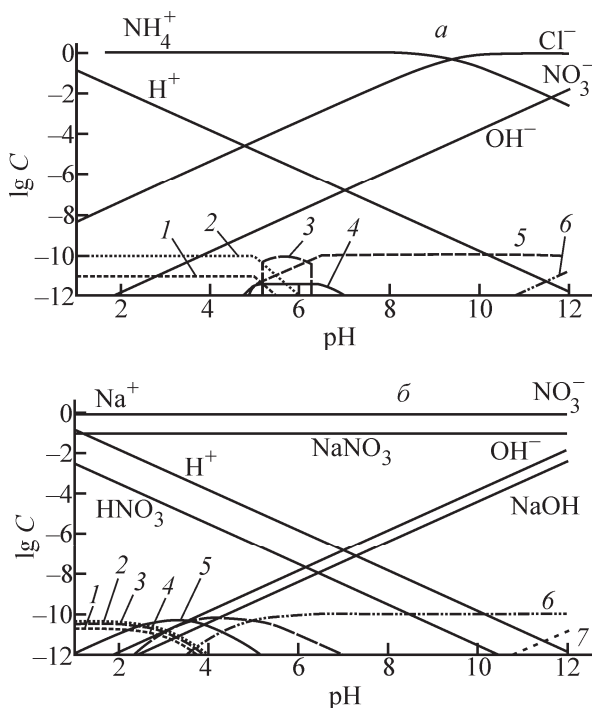 NH₄⁺ а Cl⁻
H⁺ NO₃⁻
OH⁻
lg C
0
−2
−4
−6
−8
−10
−12
1 2 3 4 5 6
2 4 6 8 10 12
pH
Na⁺ б NO₃⁻
H⁺ NaNO₃ OH⁻
HNO₃ NaOH
lg C
0
−2
−4
−6
−8
−10
−12
1 2 3 4 5 6 7
2 4 6 8 10 12
pH